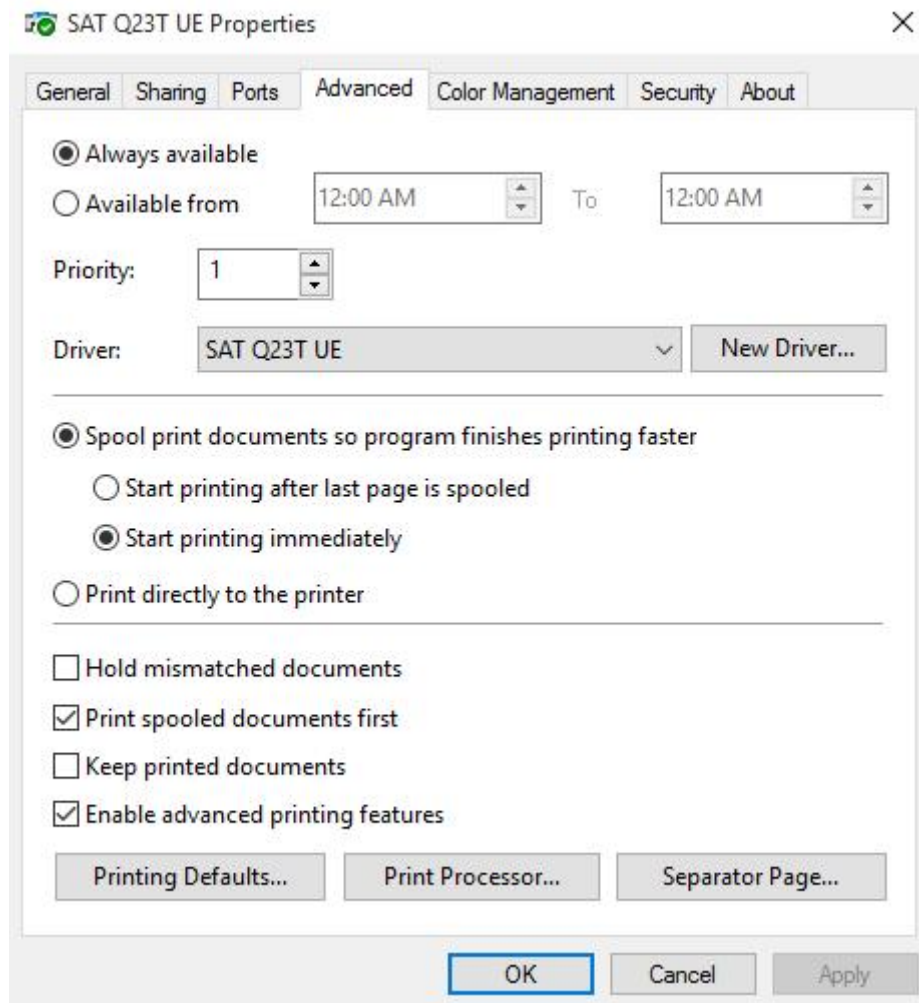 SAT Q23T UE Properties
General Sharing Ports Advanced Color Management Security About
Always available
Available from 12:00 AM To 12:00 AM
Priority: 1
Driver: SAT Q23T UE New Driver...
Spool print documents so program finishes printing faster
Start printing after last page is spooled
Start printing immediately
Print directly to the printer
Hold mismatched documents
Print spooled documents first
Keep printed documents
Enable advanced printing features
Printing Defaults... Print Processor... Separator Page...
OK Cancel Apply